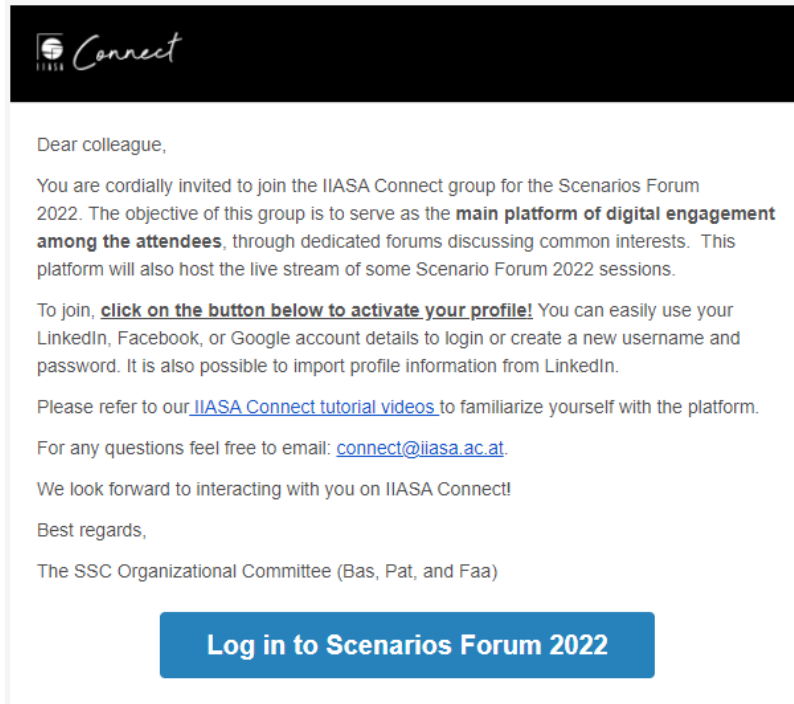 IIASA Connect
Dear colleague,
You are cordially invited to join the IIASA Connect group for the Scenarios Forum
2022. The objective of this group is to serve as the main platform of digital engagement
among the attendees, through dedicated forums discussing common interests.  This
platform will also host the live stream of some Scenario Forum 2022 sessions.
To join, click on the button below to activate your profile! You can easily use your
LinkedIn, Facebook, or Google account details to login or create a new username and
password. It is also possible to import profile information from LinkedIn.
Please refer to our IIASA Connect tutorial videos to familiarize yourself with the platform.
For any questions feel free to email: connect@iiasa.ac.at.
We look forward to interacting with you on IIASA Connect!
Best regards,
The SSC Organizational Committee (Bas, Pat, and Faa)
Log in to Scenarios Forum 2022